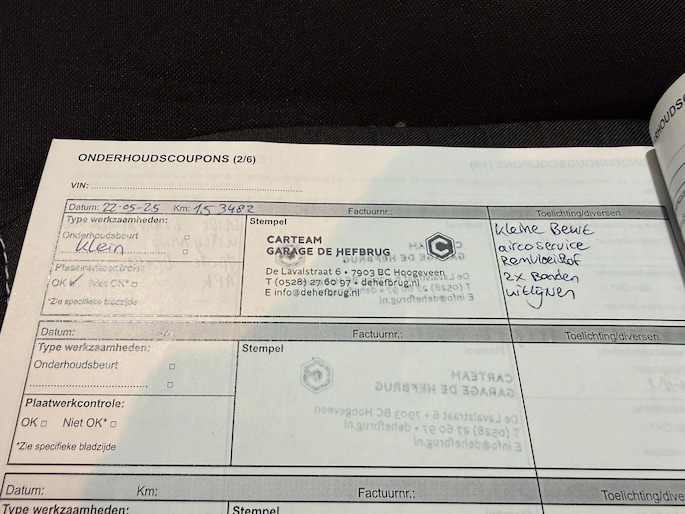 ONDERHOUDSCOUPONS (2/6)
VIN:
Datum: 22-05-25 Km: 153482 Factuurnr.: Toelichting/diversen
Type werkzaamheden:
Onderhoudsbeurt
Klein
Plaatwerkcontrole:
OK Niet OK*
*Zie specifieke bladzijde
Stempel
CARTEAM
GARAGE DE HEFBRUG
De Lavalstraat 6 • 7903 BC Hoogeveen
T (0528) 27 60 97 • dehefbrug.nl
E info@dehefbrug.nl
kleine Beurt
aircoservice
Remvloeistof
2x Banden
uitlijnen
Datum: Factuurnr.: Toelichting/diversen
Type werkzaamheden:
Onderhoudsbeurt
Plaatwerkcontrole:
OK Niet OK*
*Zie specifieke bladzijde
Stempel
Datum: Km: Factuurnr.: Toelichting/diversen
Type werkzaamheden:
Stempel